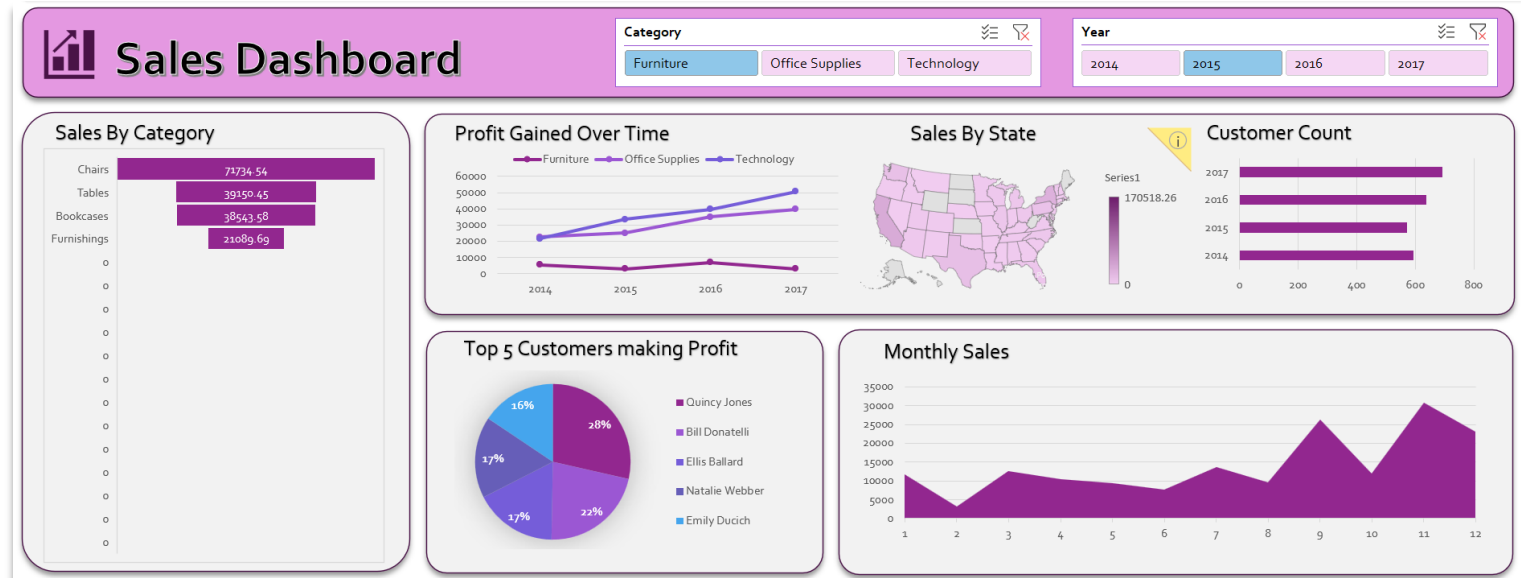 Sales Dashboard
Category
Furniture
Office Supplies
Technology
Year
2014
2015
2016
2017
Sales By Category
Chairs 71734.54
Tables 39150.45
Bookcases 38543.58
Furnishings 21089.69
0
0
0
0
0
0
0
0
0
0
0
0
0
Profit Gained Over Time
Furniture Office Supplies Technology
60000
50000
40000
30000
20000
10000
0
2014 2015 2016 2017
Sales By State
Series1
170518.26
0
Customer Count
2017
2016
2015
2014
0 200 400 600 800
Top 5 Customers making Profit
28%
22%
17%
17%
16%
Quincy Jones
Bill Donatelli
Ellis Ballard
Natalie Webber
Emily Ducich
Monthly Sales
35000
30000
25000
20000
15000
10000
5000
0
1 2 3 4 5 6 7 8 9 10 11 12